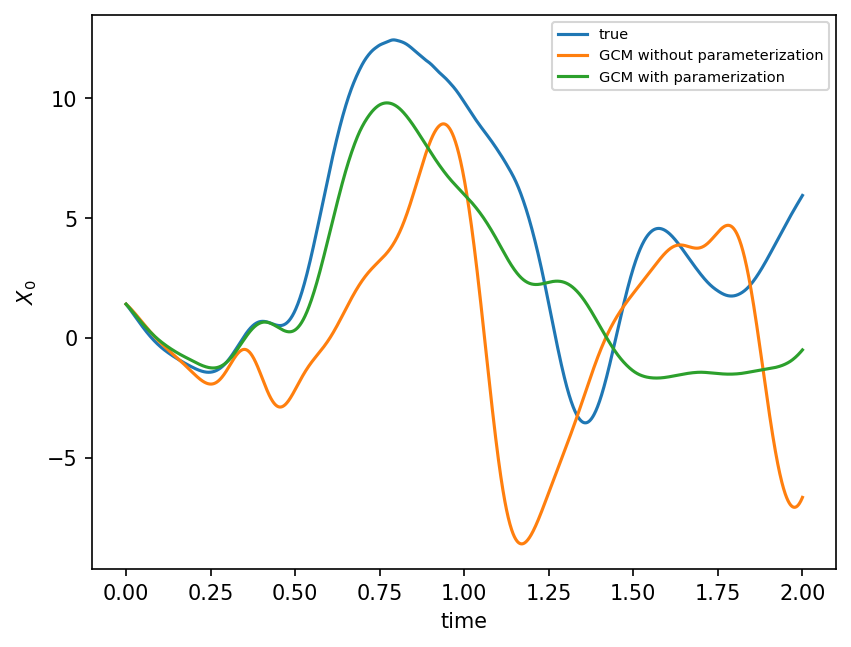 true
GCM without parameterization
GCM with paramerization
10
5
0
−5
X₀
0.00 0.25 0.50 0.75 1.00 1.25 1.50 1.75 2.00
time